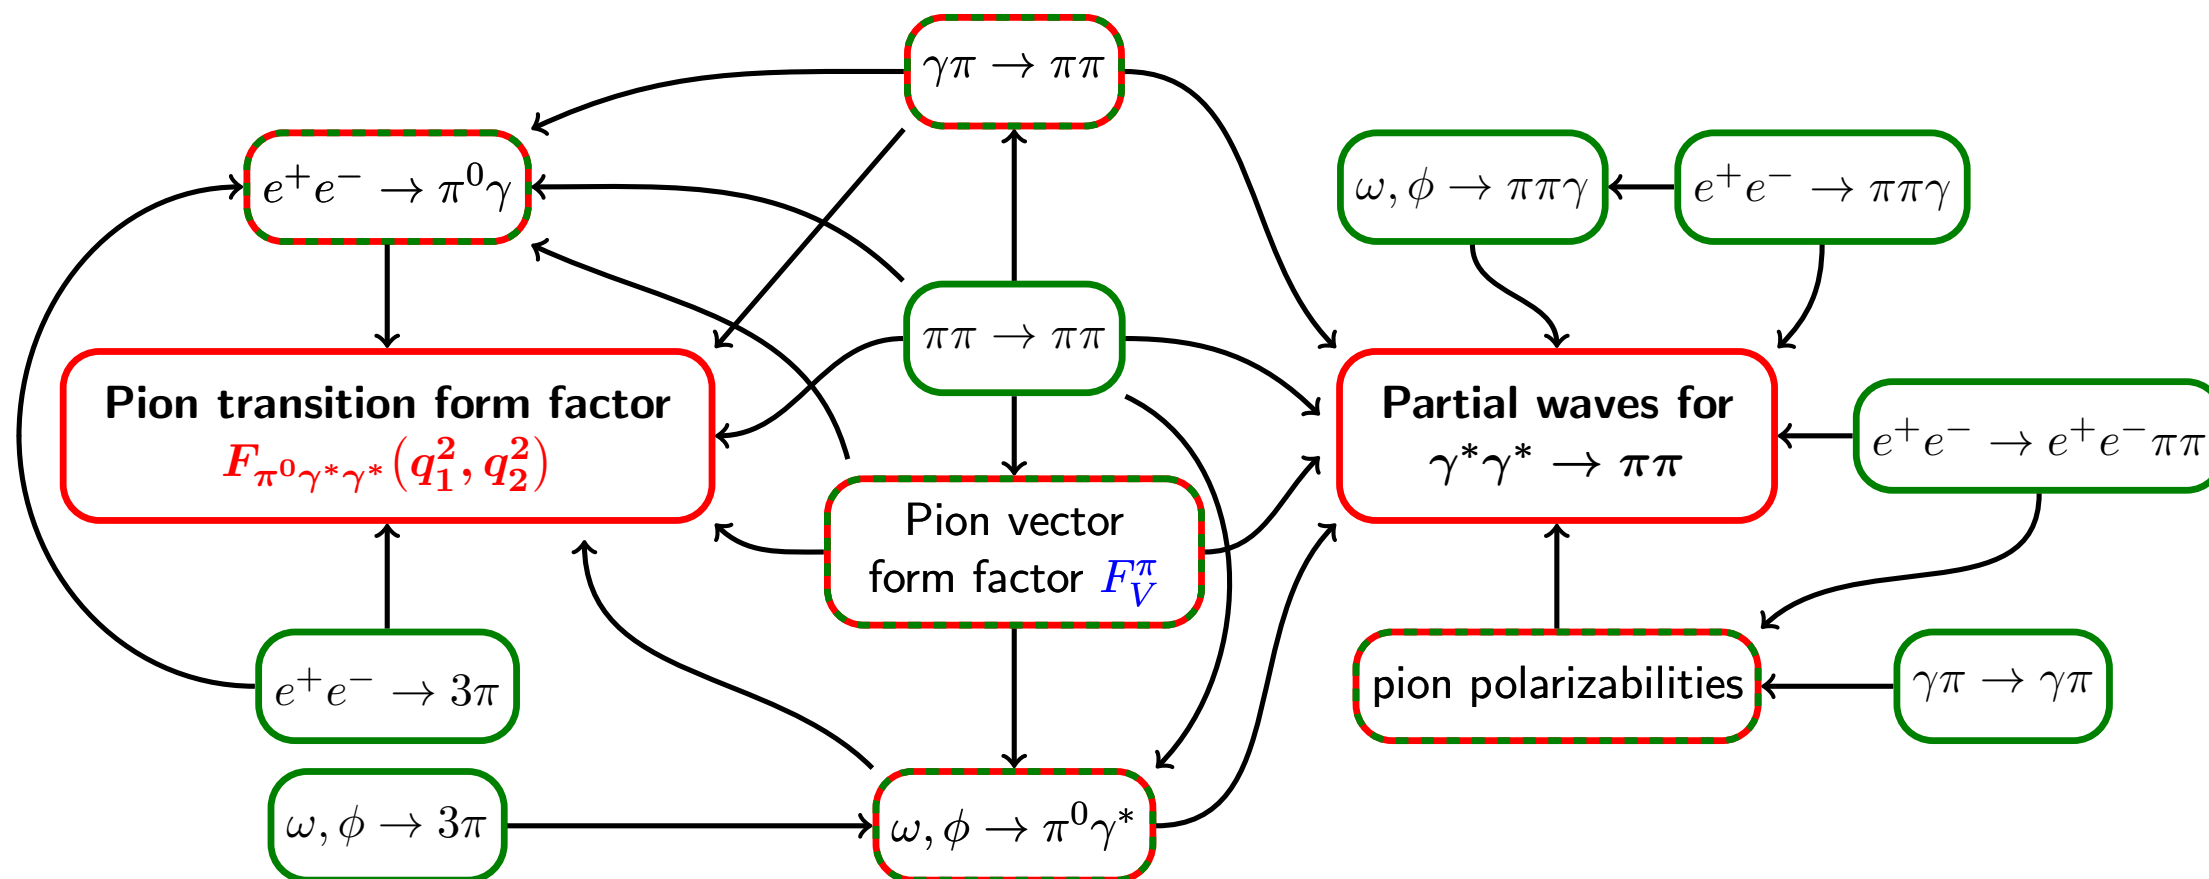 γπ → ππ
e⁺e⁻ → π⁰γ
ω, ϕ → ππγ
e⁺e⁻ → ππγ
ππ → ππ
Pion transition form factor
F_{π⁰γ*γ*}(q₁², q₂²)
Partial waves for
γ*γ* → ππ
e⁺e⁻ → e⁺e⁻ππ
Pion vector
form factor F_V^π
e⁺e⁻ → 3π
pion polarizabilities
γπ → γπ
ω, ϕ → 3π
ω, ϕ → π⁰γ*